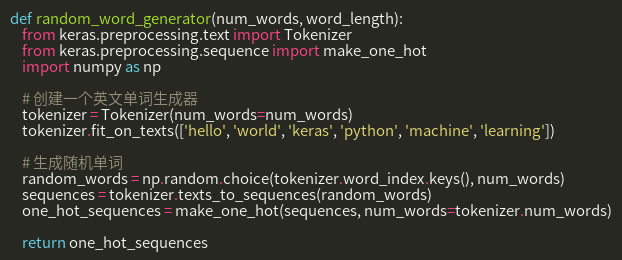 def random_word_generator(num_words, word_length):
from keras.preprocessing.text import Tokenizer
from keras.preprocessing.sequence import make_one_hot
import numpy as np
# 创建一个英文单词生成器
tokenizer = Tokenizer(num_words=num_words)
tokenizer.fit_on_texts(['hello', 'world', 'keras', 'python', 'machine', 'learning'])
# 生成随机单词
random_words = np.random.choice(tokenizer.word_index.keys(), num_words)
sequences = tokenizer.texts_to_sequences(random_words)
one_hot_sequences = make_one_hot(sequences, num_words=tokenizer.num_words)
return one_hot_sequences